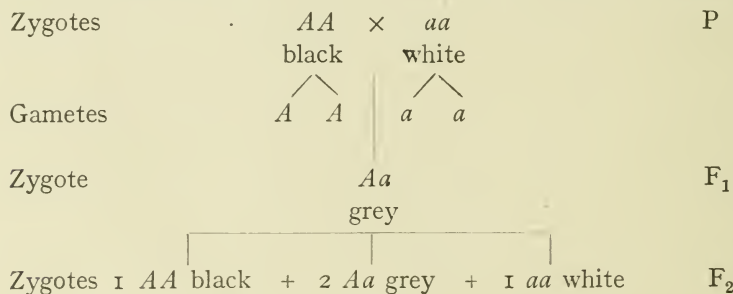 Zygotes AA × aa P
black white
Gametes A A a a
Zygote Aa F₁
grey
Zygotes 1 AA black + 2 Aa grey + 1 aa white F₂